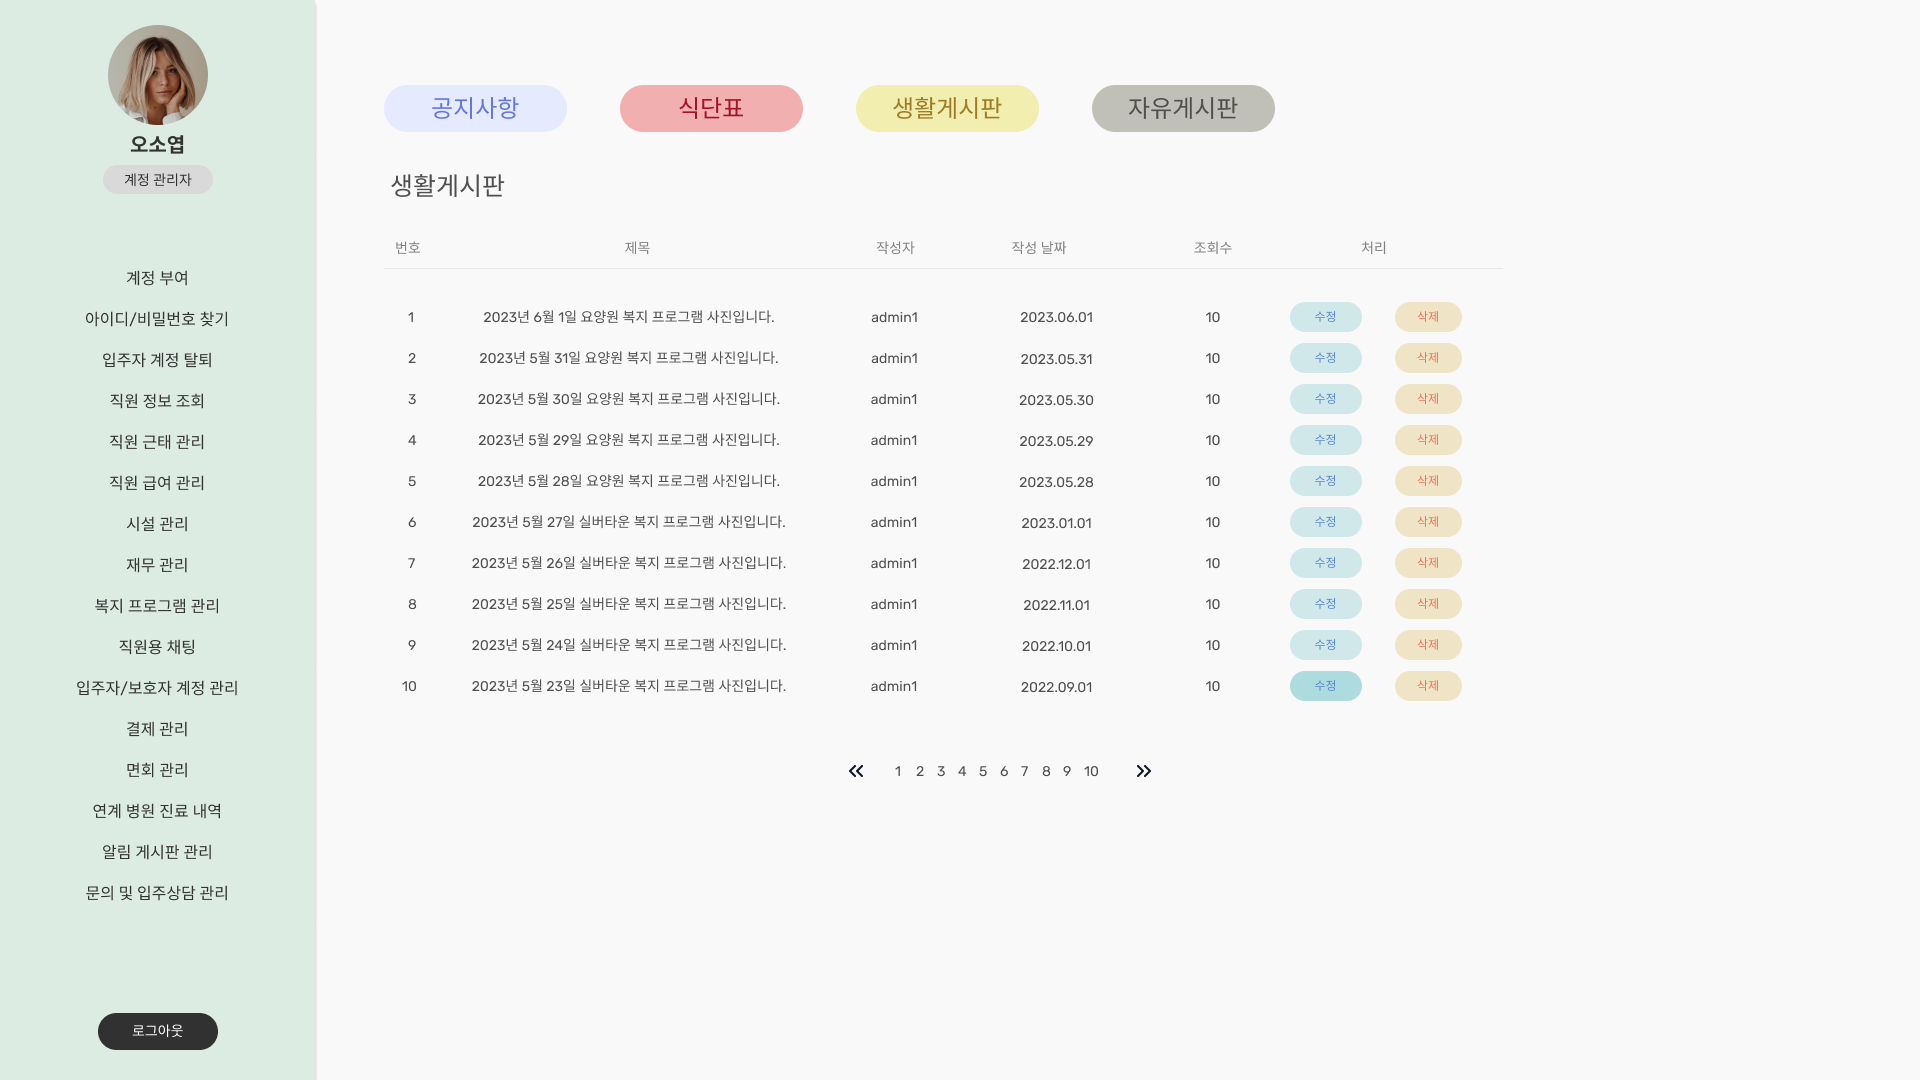 오소엽
계정 관리자
계정 부여
아이디/비밀번호 찾기
입주자 계정 탈퇴
직원 정보 조회
직원 근태 관리
직원 급여 관리
시설 관리
재무 관리
복지 프로그램 관리
직원용 채팅
입주자/보호자 계정 관리
결제 관리
면회 관리
연계 병원 진료 내역
알림 게시판 관리
문의 및 입주상담 관리
로그아웃
공지사항 식단표 생활게시판 자유게시판
생활게시판
번호 제목 작성자 작성 날짜 조회수 처리
1 2023년 6월 1일 요양원 복지 프로그램 사진입니다. admin1 2023.06.01 10 수정 삭제
2 2023년 5월 31일 요양원 복지 프로그램 사진입니다. admin1 2023.05.31 10 수정 삭제
3 2023년 5월 30일 요양원 복지 프로그램 사진입니다. admin1 2023.05.30 10 수정 삭제
4 2023년 5월 29일 요양원 복지 프로그램 사진입니다. admin1 2023.05.29 10 수정 삭제
5 2023년 5월 28일 요양원 복지 프로그램 사진입니다. admin1 2023.05.28 10 수정 삭제
6 2023년 5월 27일 실버타운 복지 프로그램 사진입니다. admin1 2023.01.01 10 수정 삭제
7 2023년 5월 26일 실버타운 복지 프로그램 사진입니다. admin1 2022.12.01 10 수정 삭제
8 2023년 5월 25일 실버타운 복지 프로그램 사진입니다. admin1 2022.11.01 10 수정 삭제
9 2023년 5월 24일 실버타운 복지 프로그램 사진입니다. admin1 2022.10.01 10 수정 삭제
10 2023년 5월 23일 실버타운 복지 프로그램 사진입니다. admin1 2022.09.01 10 수정 삭제
1 2 3 4 5 6 7 8 9 10